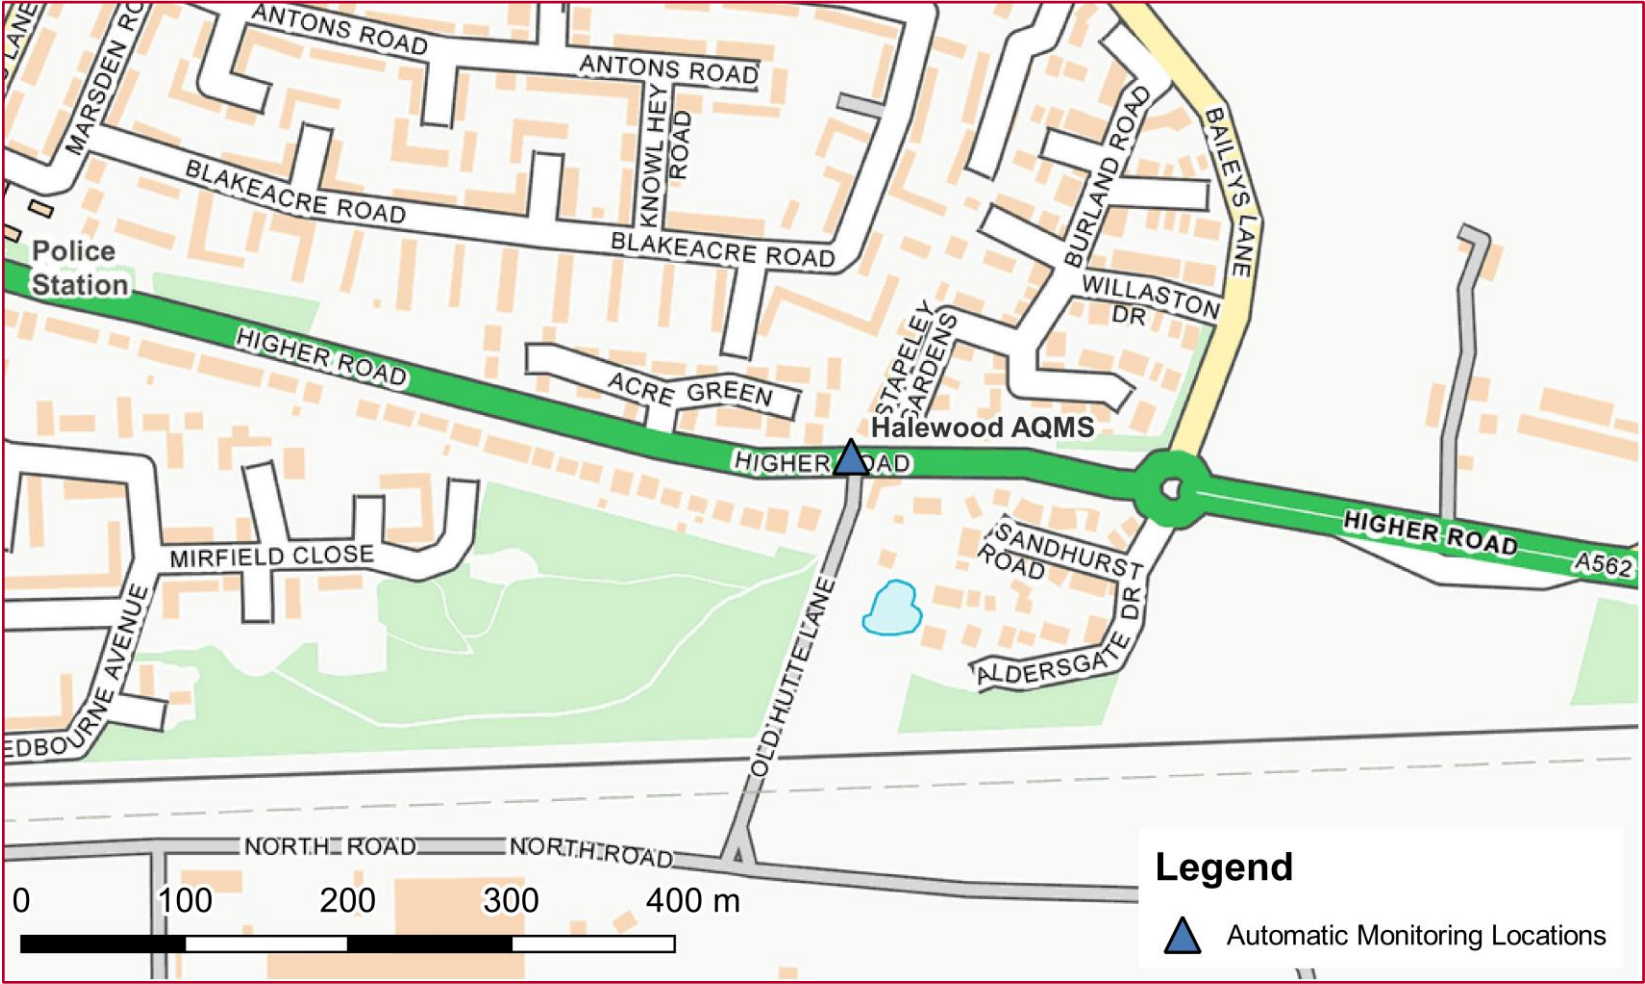 ANTONS ROAD
ANTONS ROAD
MARSDEN RO
LANE
KNOWL HEY
ROAD
BLAKEACRE ROAD
BLAKEACRE ROAD
BURLAND ROAD
BAILEYS LANE
WILLASTON
DR
Police
Station
HIGHER ROAD
ACRE GREEN
STAPELEY
GARDENS
Halewood AQMS
HIGHER ROAD
HIGHER ROAD
A562
SANDHURST
ROAD
MIRFIELD CLOSE
ALDERSGATE DR
OLD HUTTE LANE
EDBOURNE AVENUE
NORTH ROAD
NORTH ROAD
0 100 200 300 400 m
Legend
Automatic Monitoring Locations